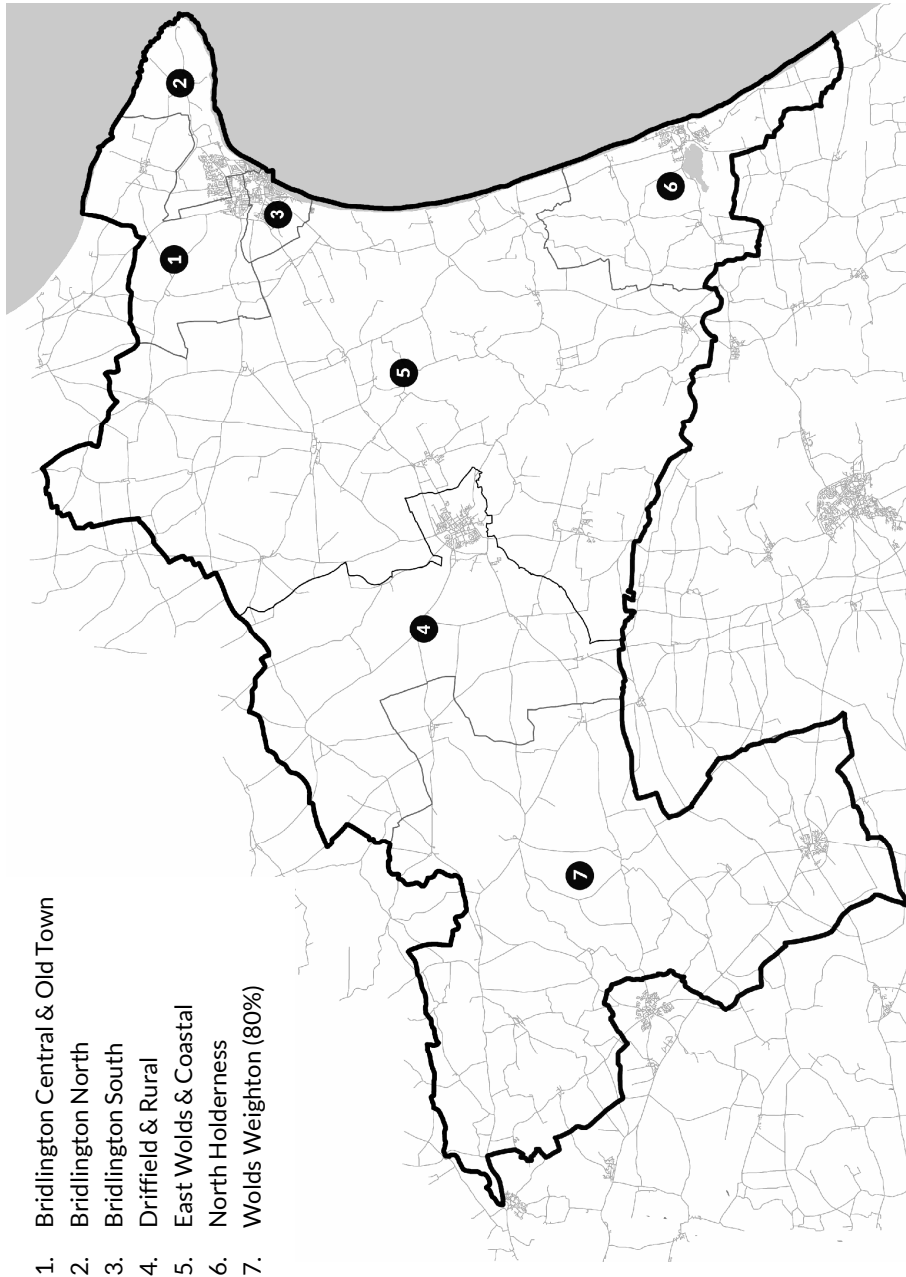 1. Bridlington Central & Old Town
2. Bridlington North
3. Bridlington South
4. Driffield & Rural
5. East Wolds & Coastal
6. North Holderness
7. Wolds Weighton (80%)
1
2
3
4
5
6
7